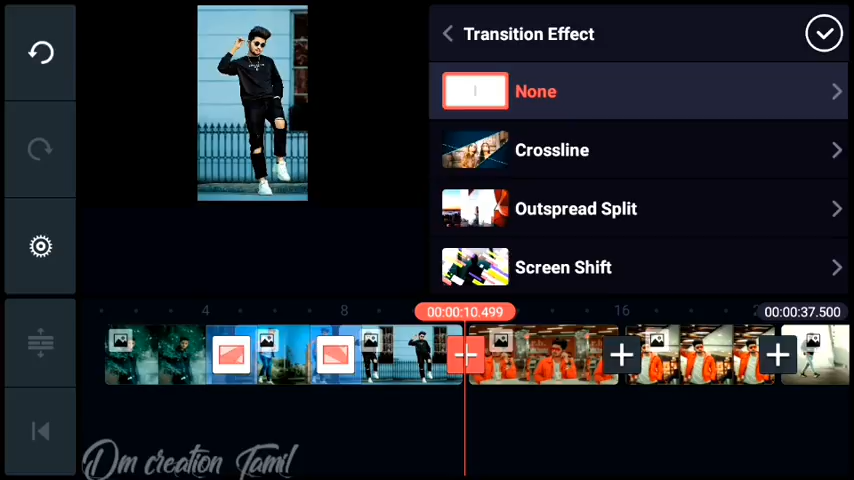 Transition Effect
None
Crossline
Outspread Split
Screen Shift
4 8 00:00:10.499 16 00:00:37.500
Dm creation Tamil